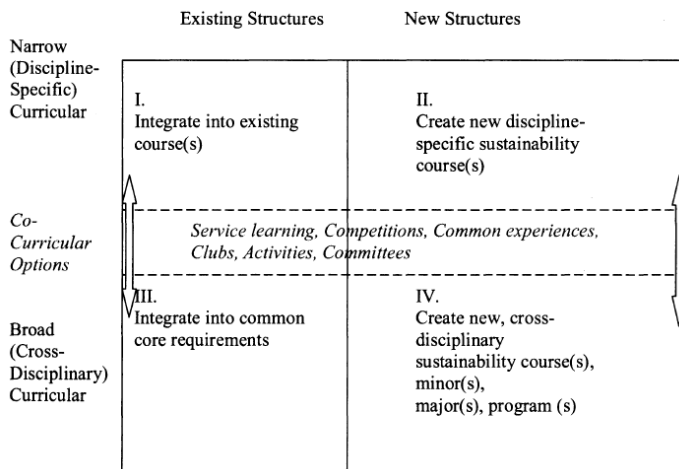 Existing Structures
New Structures
Narrow
(Discipline-
Specific)
Curricular
I.
Integrate into existing
course(s)
II.
Create new discipline-
specific sustainability
course(s)
Co-
Curricular
Options
Service learning, Competitions, Common experiences,
Clubs, Activities, Committees
Broad
(Cross-
Disciplinary)
Curricular
III.
Integrate into common
core requirements
IV.
Create new, cross-
disciplinary
sustainability course(s),
minor(s),
major(s), program (s)